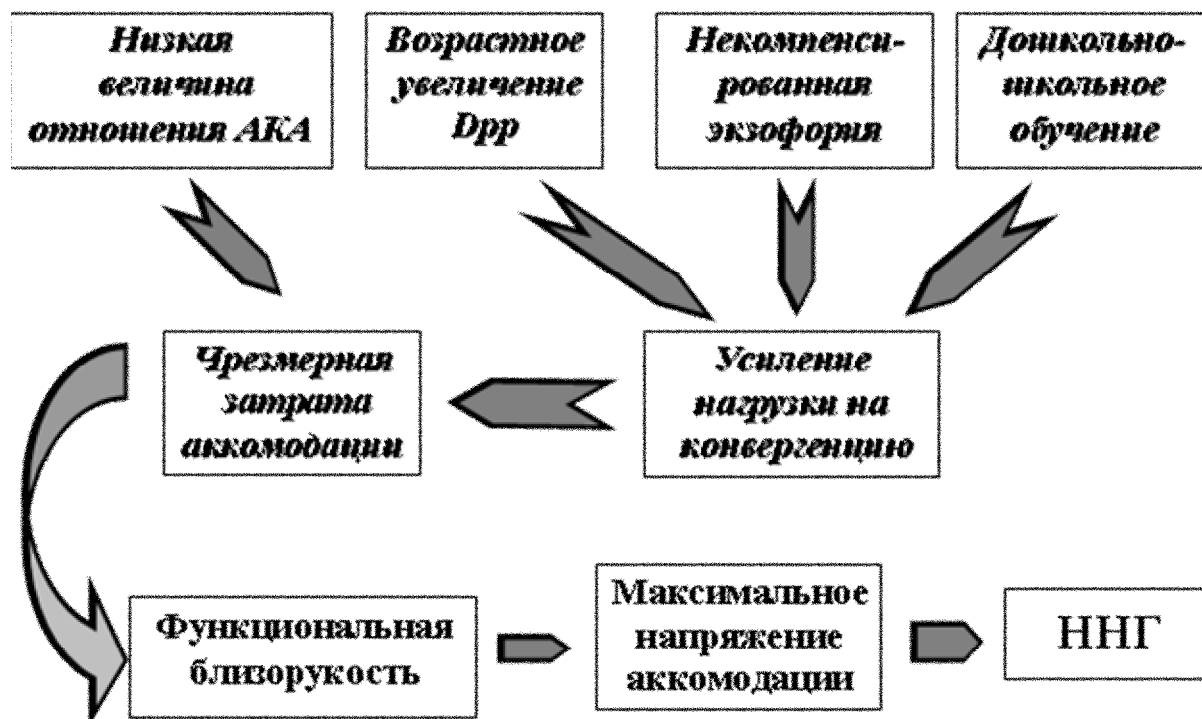 Низкая
величина
отношения АКА
Возрастное
увеличение
Dpp
Некомпенси-
рованная
экзофория
Дошкольно-
школьное
обучение
Чрезмерная
затрата
аккомодации
Усиление
нагрузки на
конвергенцию
Функциональная
близорукость
Максимальное
напряжение
аккомодации
ННГ